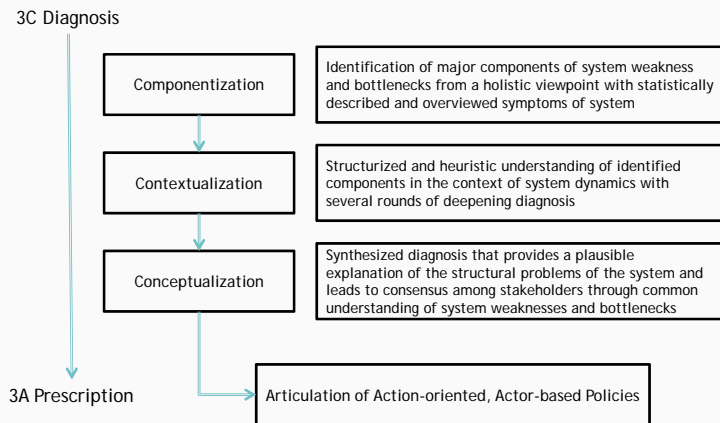 3C Diagnosis
Componentization
Identification of major components of system weakness
and bottlenecks from a holistic viewpoint with statistically
described and overviewed symptoms of system
Contextualization
Structurized and heuristic understanding of identified
components in the context of system dynamics with
several rounds of deepening diagnosis
Conceptualization
Synthesized diagnosis that provides a plausible
explanation of the structural problems of the system and
leads to consensus among stakeholders through common
understanding of system weaknesses and bottlenecks
3A Prescription
Articulation of Action-oriented, Actor-based Policies